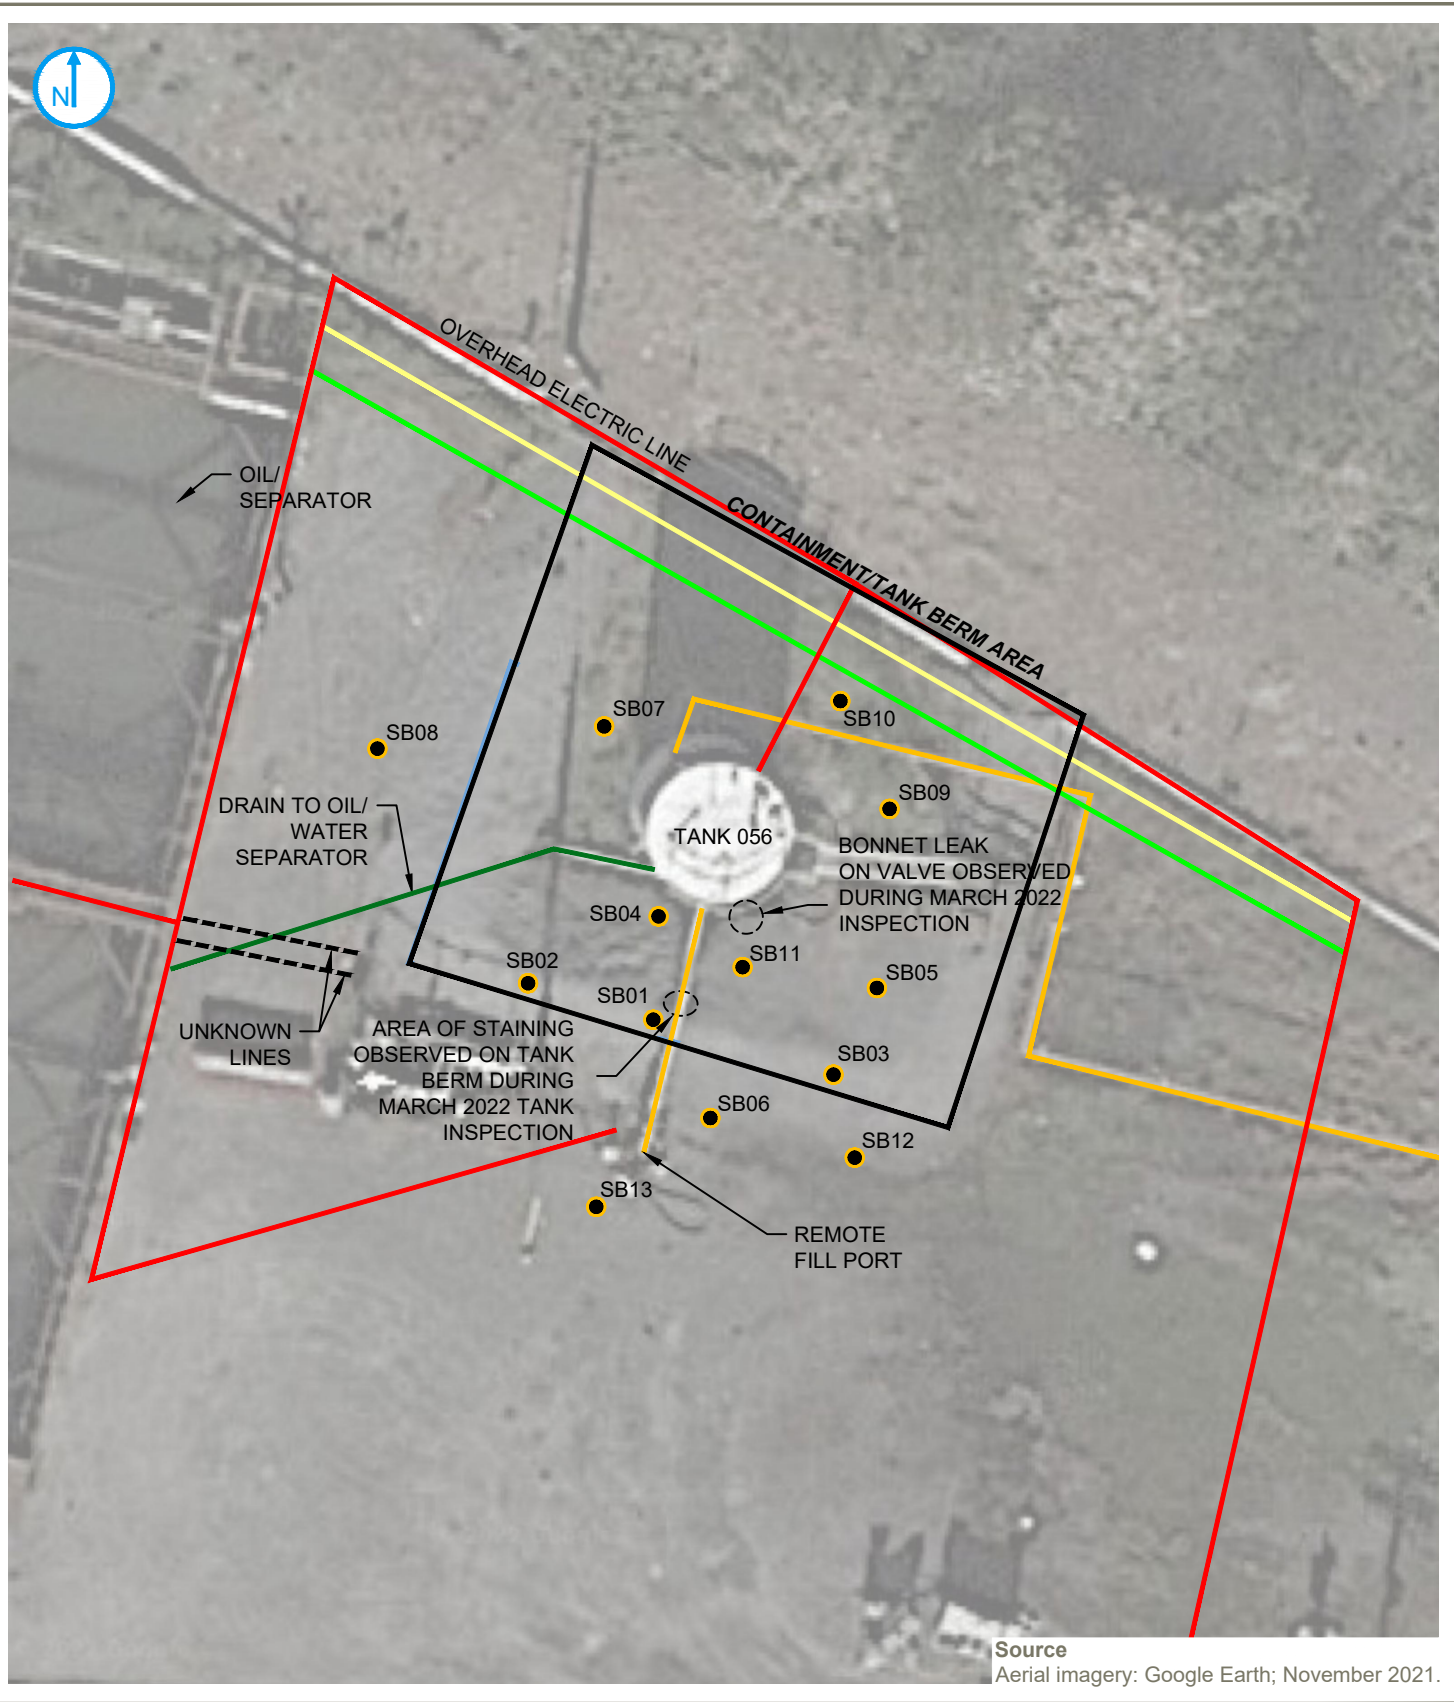 N
OVERHEAD ELECTRIC LINE
OIL/
SEPARATOR
CONTAINMENT/TANK BERM AREA
SB07
SB10
SB08
SB09
DRAIN TO OIL/
WATER
SEPARATOR
TANK 056
BONNET LEAK
ON VALVE OBSERVED
DURING MARCH 2022
INSPECTION
SB04
SB02
SB11
SB05
SB01
UNKNOWN
LINES
AREA OF STAINING
OBSERVED ON TANK
BERM DURING
MARCH 2022 TANK
INSPECTION
SB03
SB06
SB12
SB13
REMOTE
FILL PORT
Source
Aerial imagery: Google Earth; November 2021.